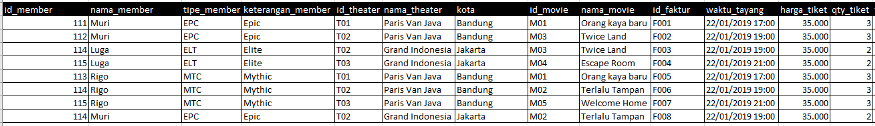 id_member nama_member tipe_member keterangan_member id_theater nama_theater kota id_movie nama_movie id_faktur waktu_tayang harga_tiket qty_tiket
111 Muri EPC Epic T01 Paris Van Java Bandung M01 Orang kaya baru F001 22/01/2019 17:00 35.000 3
112 Muri EPC Epic T02 Paris Van Java Bandung M03 Twice Land F002 22/01/2019 19:00 35.000 3
114 Luga ELT Elite T02 Grand Indonesia Jakarta M03 Twice Land F003 22/01/2019 19:00 35.000 2
115 Luga ELT Elite T03 Grand Indonesia Jakarta M04 Escape Room F004 22/01/2019 21:00 35.000 2
113 Rigo MTC Mythic T01 Paris Van Java Bandung M01 Orang kaya baru F005 22/01/2019 17:00 35.000 3
114 Rigo MTC Mythic T02 Paris Van Java Bandung M02 Terlalu Tampan F006 22/01/2019 19:00 35.000 3
115 Rigo MTC Mythic T03 Paris Van Java Bandung M05 Welcome Home F007 22/01/2019 21:00 35.000 2
114 Muri EPC Epic T02 Grand Indonesia Jakarta M02 Terlalu Tampan F008 22/01/2019 19:00 35.000 2